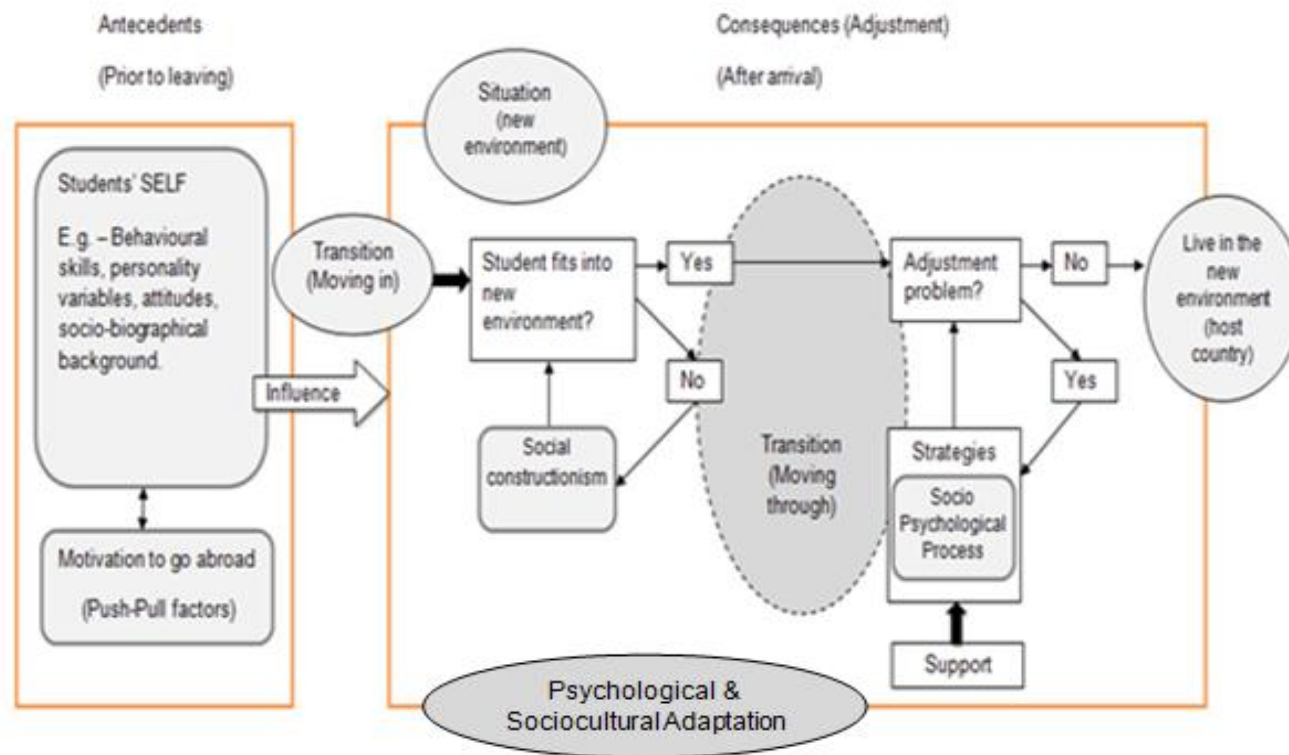 Antecedents
(Prior to leaving)
Consequences (Adjustment)
(After arrival)
Students' SELF
E.g. – Behavioural
skills, personality
variables, attitudes,
socio-biographical
background.
Influence
Motivation to go abroad
(Push-Pull factors)
Transition
(Moving in)
Situation
(new
environment)
Student fits into
new
environment?
Yes
No
Social
constructionism
Transition
(Moving
through)
Adjustment
problem?
No
Yes
Strategies
Socio
Psychological
Process
Support
Live in the
new
environment
(host
country)
Psychological &
Sociocultural Adaptation